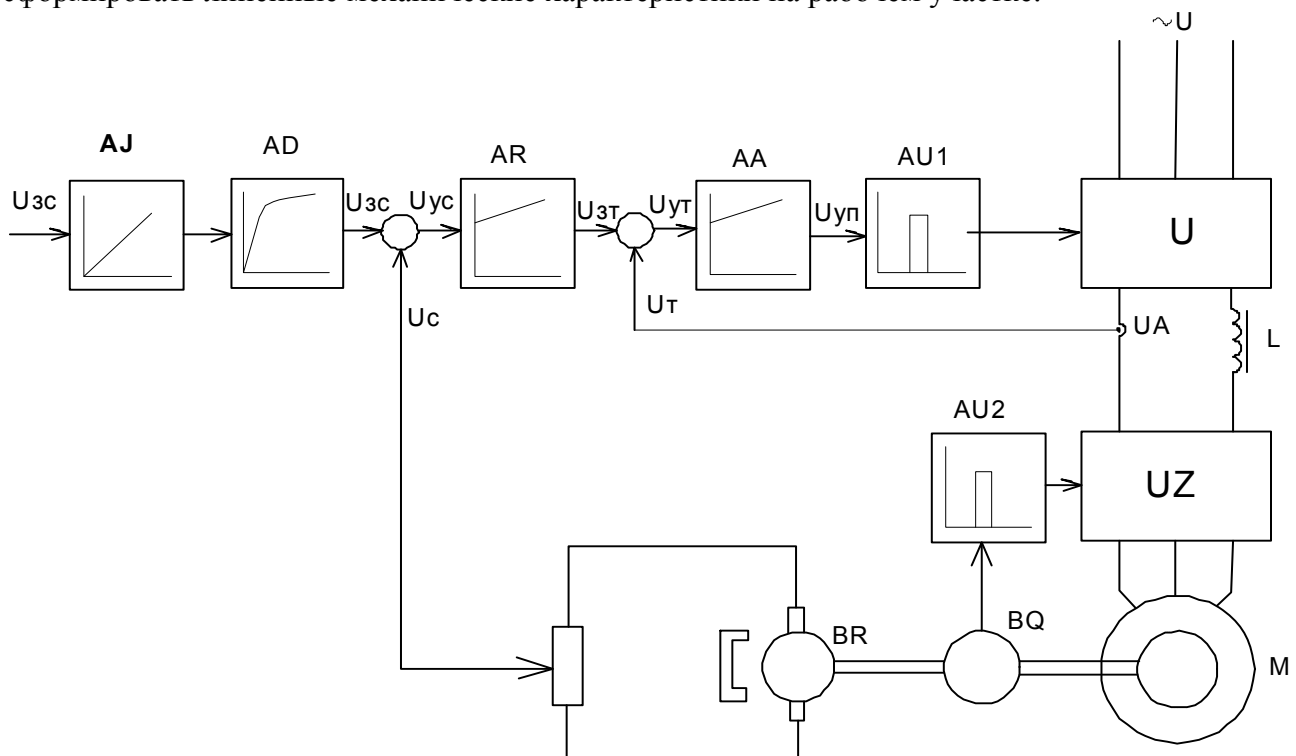 сформировать линейные механические характеристики на рабочем участке.
~U
AJ
AD
AR
AA
AU1
Uзс
Uзс
Uус
Uзт
Uут
Uуп
U
Uс
Uт
UA
L
AU2
UZ
BR
BQ
M